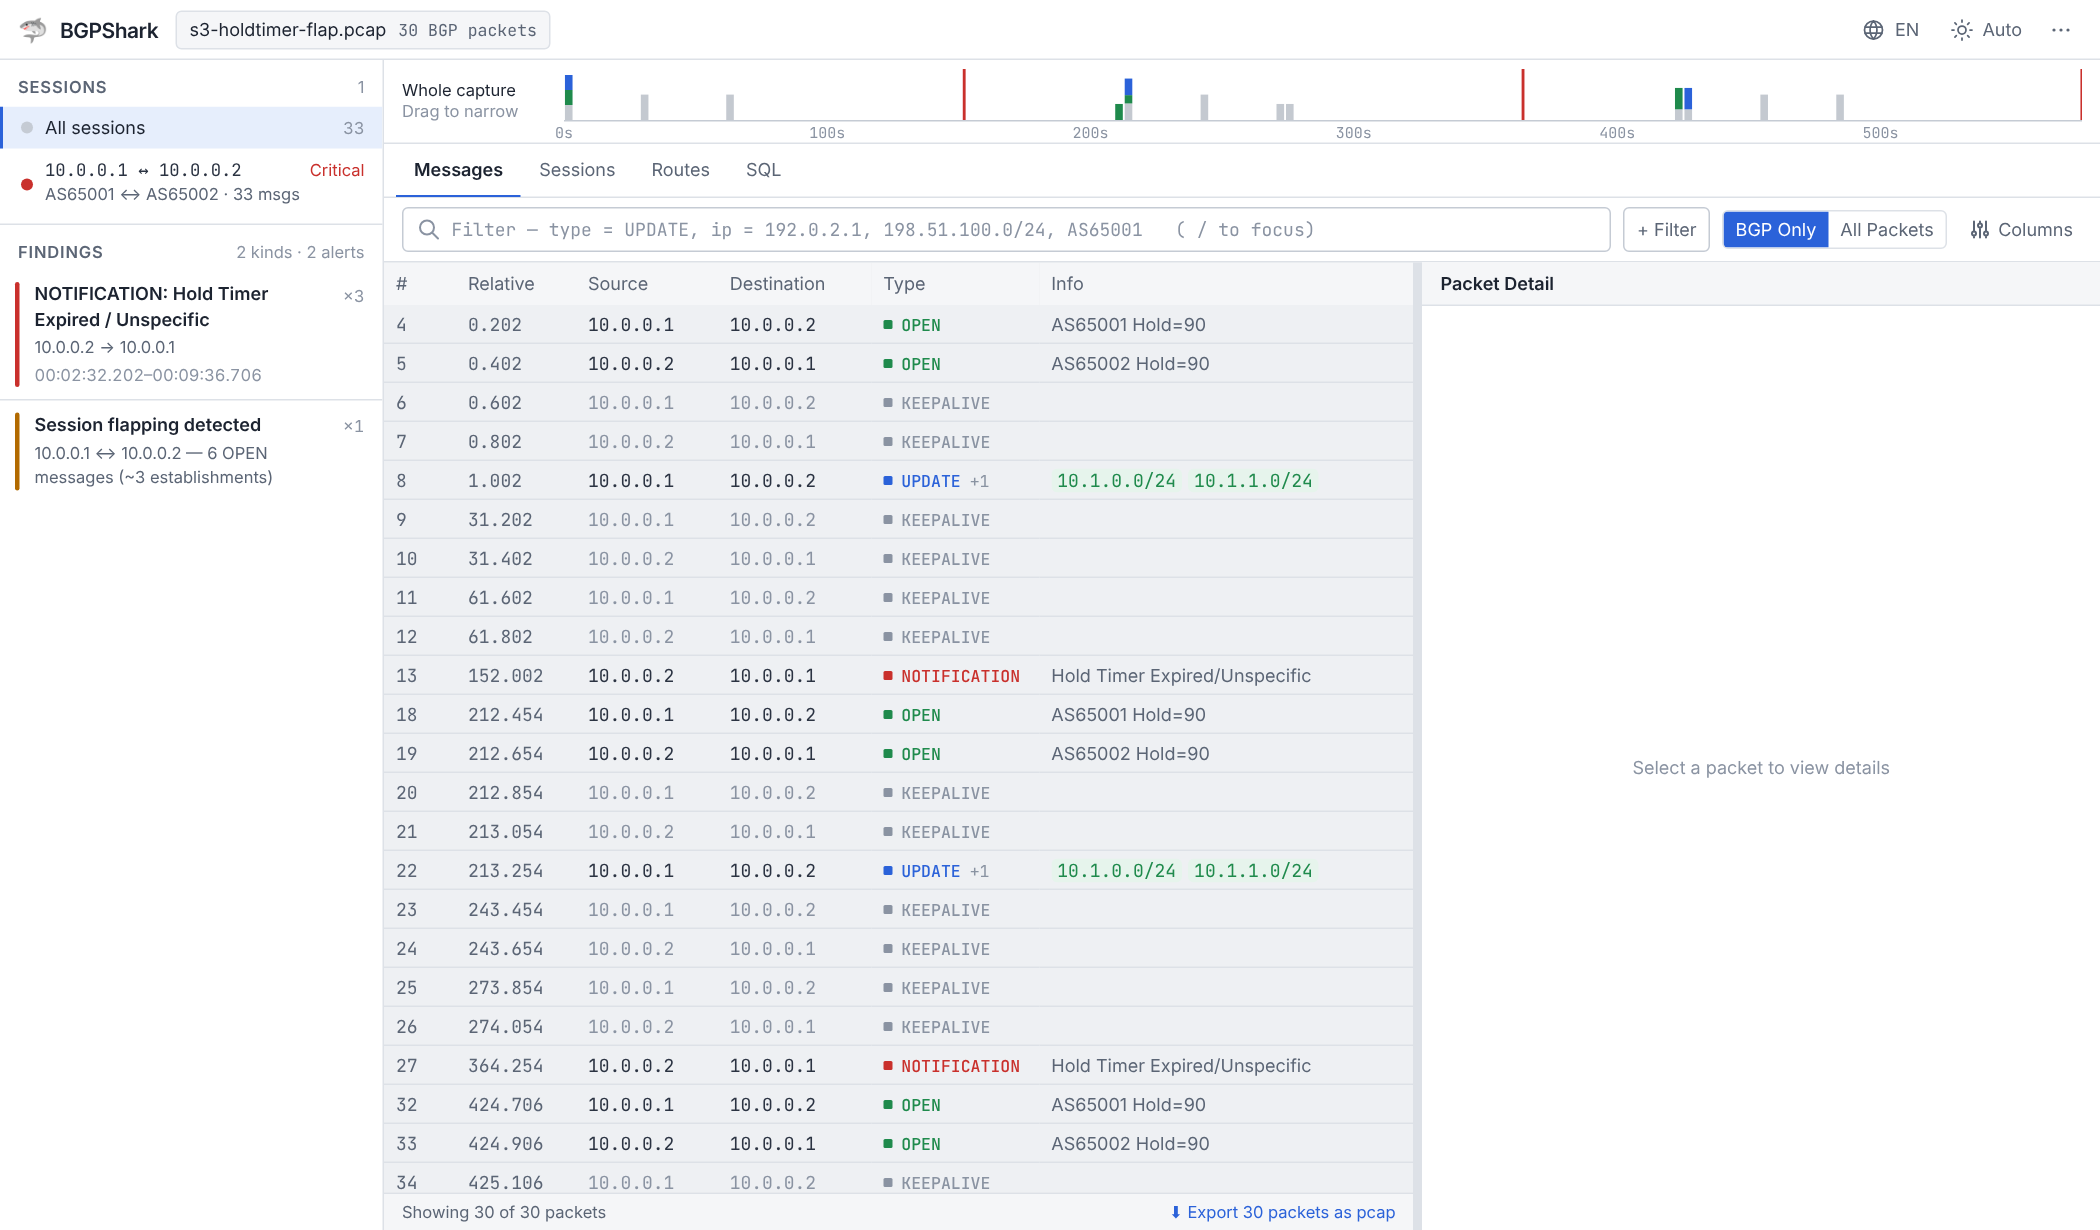 BGPShark
s3-holdtimer-flap.pcap 30 BGP packets
EN
Auto
SESSIONS 1
All sessions 33
10.0.0.1 ↔ 10.0.0.2 Critical
AS65001 ↔ AS65002 · 33 msgs
FINDINGS 2 kinds · 2 alerts
NOTIFICATION: Hold Timer Expired / Unspecific ×3
10.0.0.2 → 10.0.0.1
00:02:32.202–00:09:36.706
Session flapping detected ×1
10.0.0.1 ↔ 10.0.0.2 — 6 OPEN
messages (~3 establishments)
Whole capture
Drag to narrow
0s 100s 200s 300s 400s 500s
Messages Sessions Routes SQL
Filter — type = UPDATE, ip = 192.0.2.1, 198.51.100.0/24, AS65001 ( / to focus)
+ Filter
BGP Only All Packets
Columns
# Relative Source Destination Type Info
4 0.202 10.0.0.1 10.0.0.2 OPEN AS65001 Hold=90
5 0.402 10.0.0.2 10.0.0.1 OPEN AS65002 Hold=90
6 0.602 10.0.0.1 10.0.0.2 KEEPALIVE
7 0.802 10.0.0.2 10.0.0.1 KEEPALIVE
8 1.002 10.0.0.1 10.0.0.2 UPDATE +1 10.1.0.0/24 10.1.1.0/24
9 31.202 10.0.0.1 10.0.0.2 KEEPALIVE
10 31.402 10.0.0.2 10.0.0.1 KEEPALIVE
11 61.602 10.0.0.1 10.0.0.2 KEEPALIVE
12 61.802 10.0.0.2 10.0.0.1 KEEPALIVE
13 152.002 10.0.0.2 10.0.0.1 NOTIFICATION Hold Timer Expired/Unspecific
18 212.454 10.0.0.1 10.0.0.2 OPEN AS65001 Hold=90
19 212.654 10.0.0.2 10.0.0.1 OPEN AS65002 Hold=90
20 212.854 10.0.0.1 10.0.0.2 KEEPALIVE
21 213.054 10.0.0.2 10.0.0.1 KEEPALIVE
22 213.254 10.0.0.1 10.0.0.2 UPDATE +1 10.1.0.0/24 10.1.1.0/24
23 243.454 10.0.0.1 10.0.0.2 KEEPALIVE
24 243.654 10.0.0.2 10.0.0.1 KEEPALIVE
25 273.854 10.0.0.1 10.0.0.2 KEEPALIVE
26 274.054 10.0.0.2 10.0.0.1 KEEPALIVE
27 364.254 10.0.0.2 10.0.0.1 NOTIFICATION Hold Timer Expired/Unspecific
32 424.706 10.0.0.1 10.0.0.2 OPEN AS65001 Hold=90
33 424.906 10.0.0.2 10.0.0.1 OPEN AS65002 Hold=90
34 425.106 10.0.0.1 10.0.0.2 KEEPALIVE
Showing 30 of 30 packets
⬇ Export 30 packets as pcap
Packet Detail
Select a packet to view details